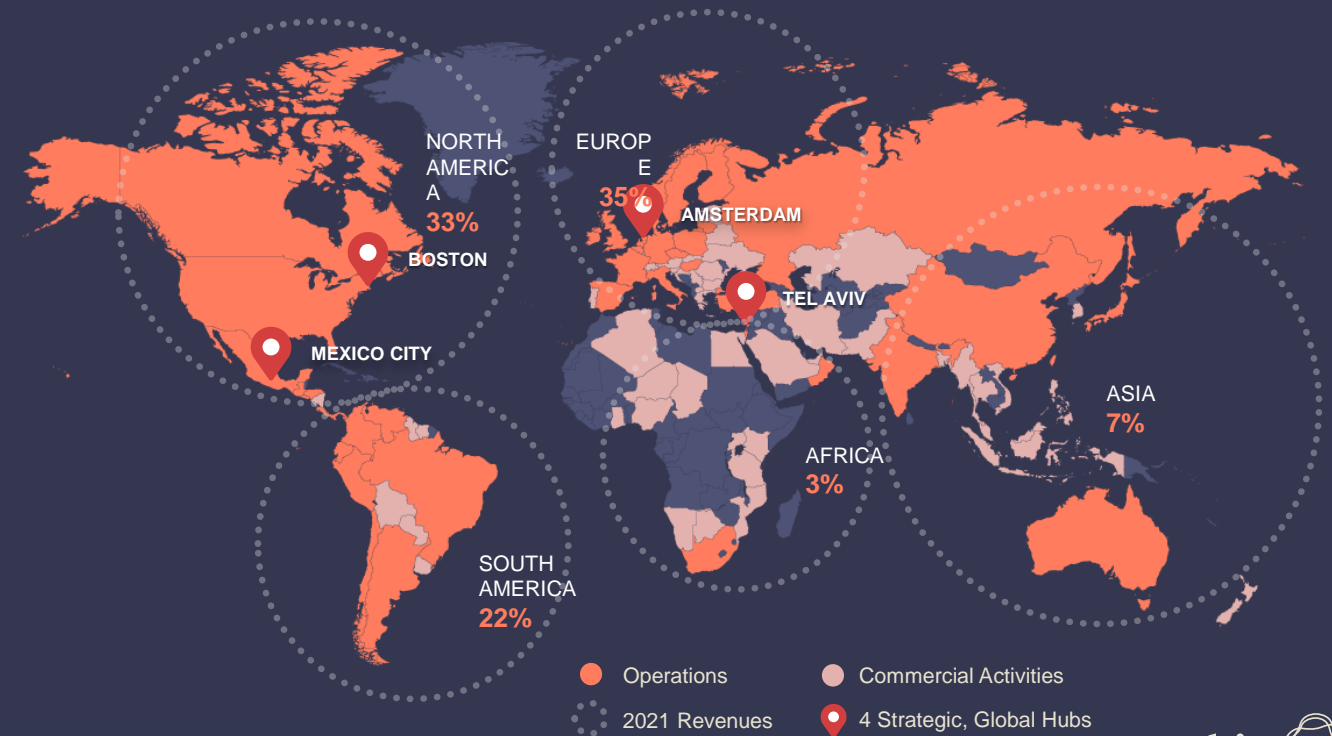 NORTH
AMERIC
A
33%
EUROP
E
35%
AMSTERDAM
BOSTON
TEL AVIV
MEXICO CITY
ASIA
7%
AFRICA
3%
SOUTH
AMERICA
22%
Operations
Commercial Activities
2021 Revenues
4 Strategic, Global Hubs